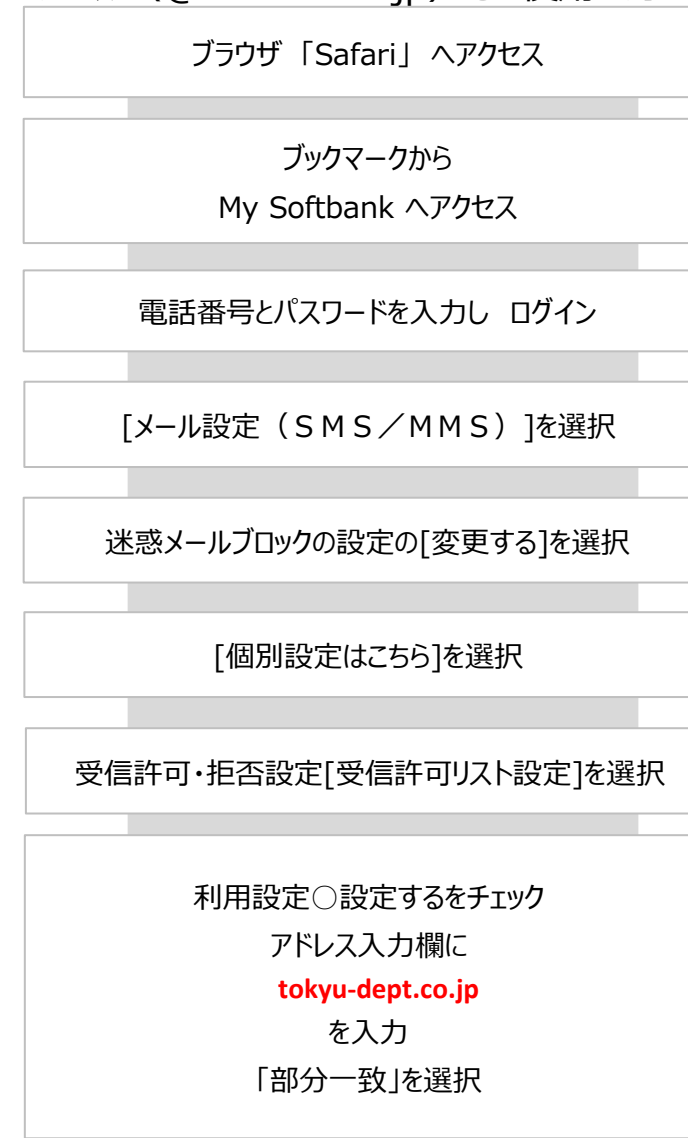 ブラウザ「Safari」へアクセス
ブックマークから
My Softbank へアクセス
電話番号とパスワードを入力し ログイン
[メール設定（ＳＭＳ／ＭＭＳ）]を選択
迷惑メールブロックの設定の[変更する]を選択
[個別設定はこちら]を選択
受信許可・拒否設定[受信許可リスト設定]を選択
利用設定○設定するをチェック
アドレス入力欄に
tokyu-dept.co.jp
を入力
「部分一致」を選択